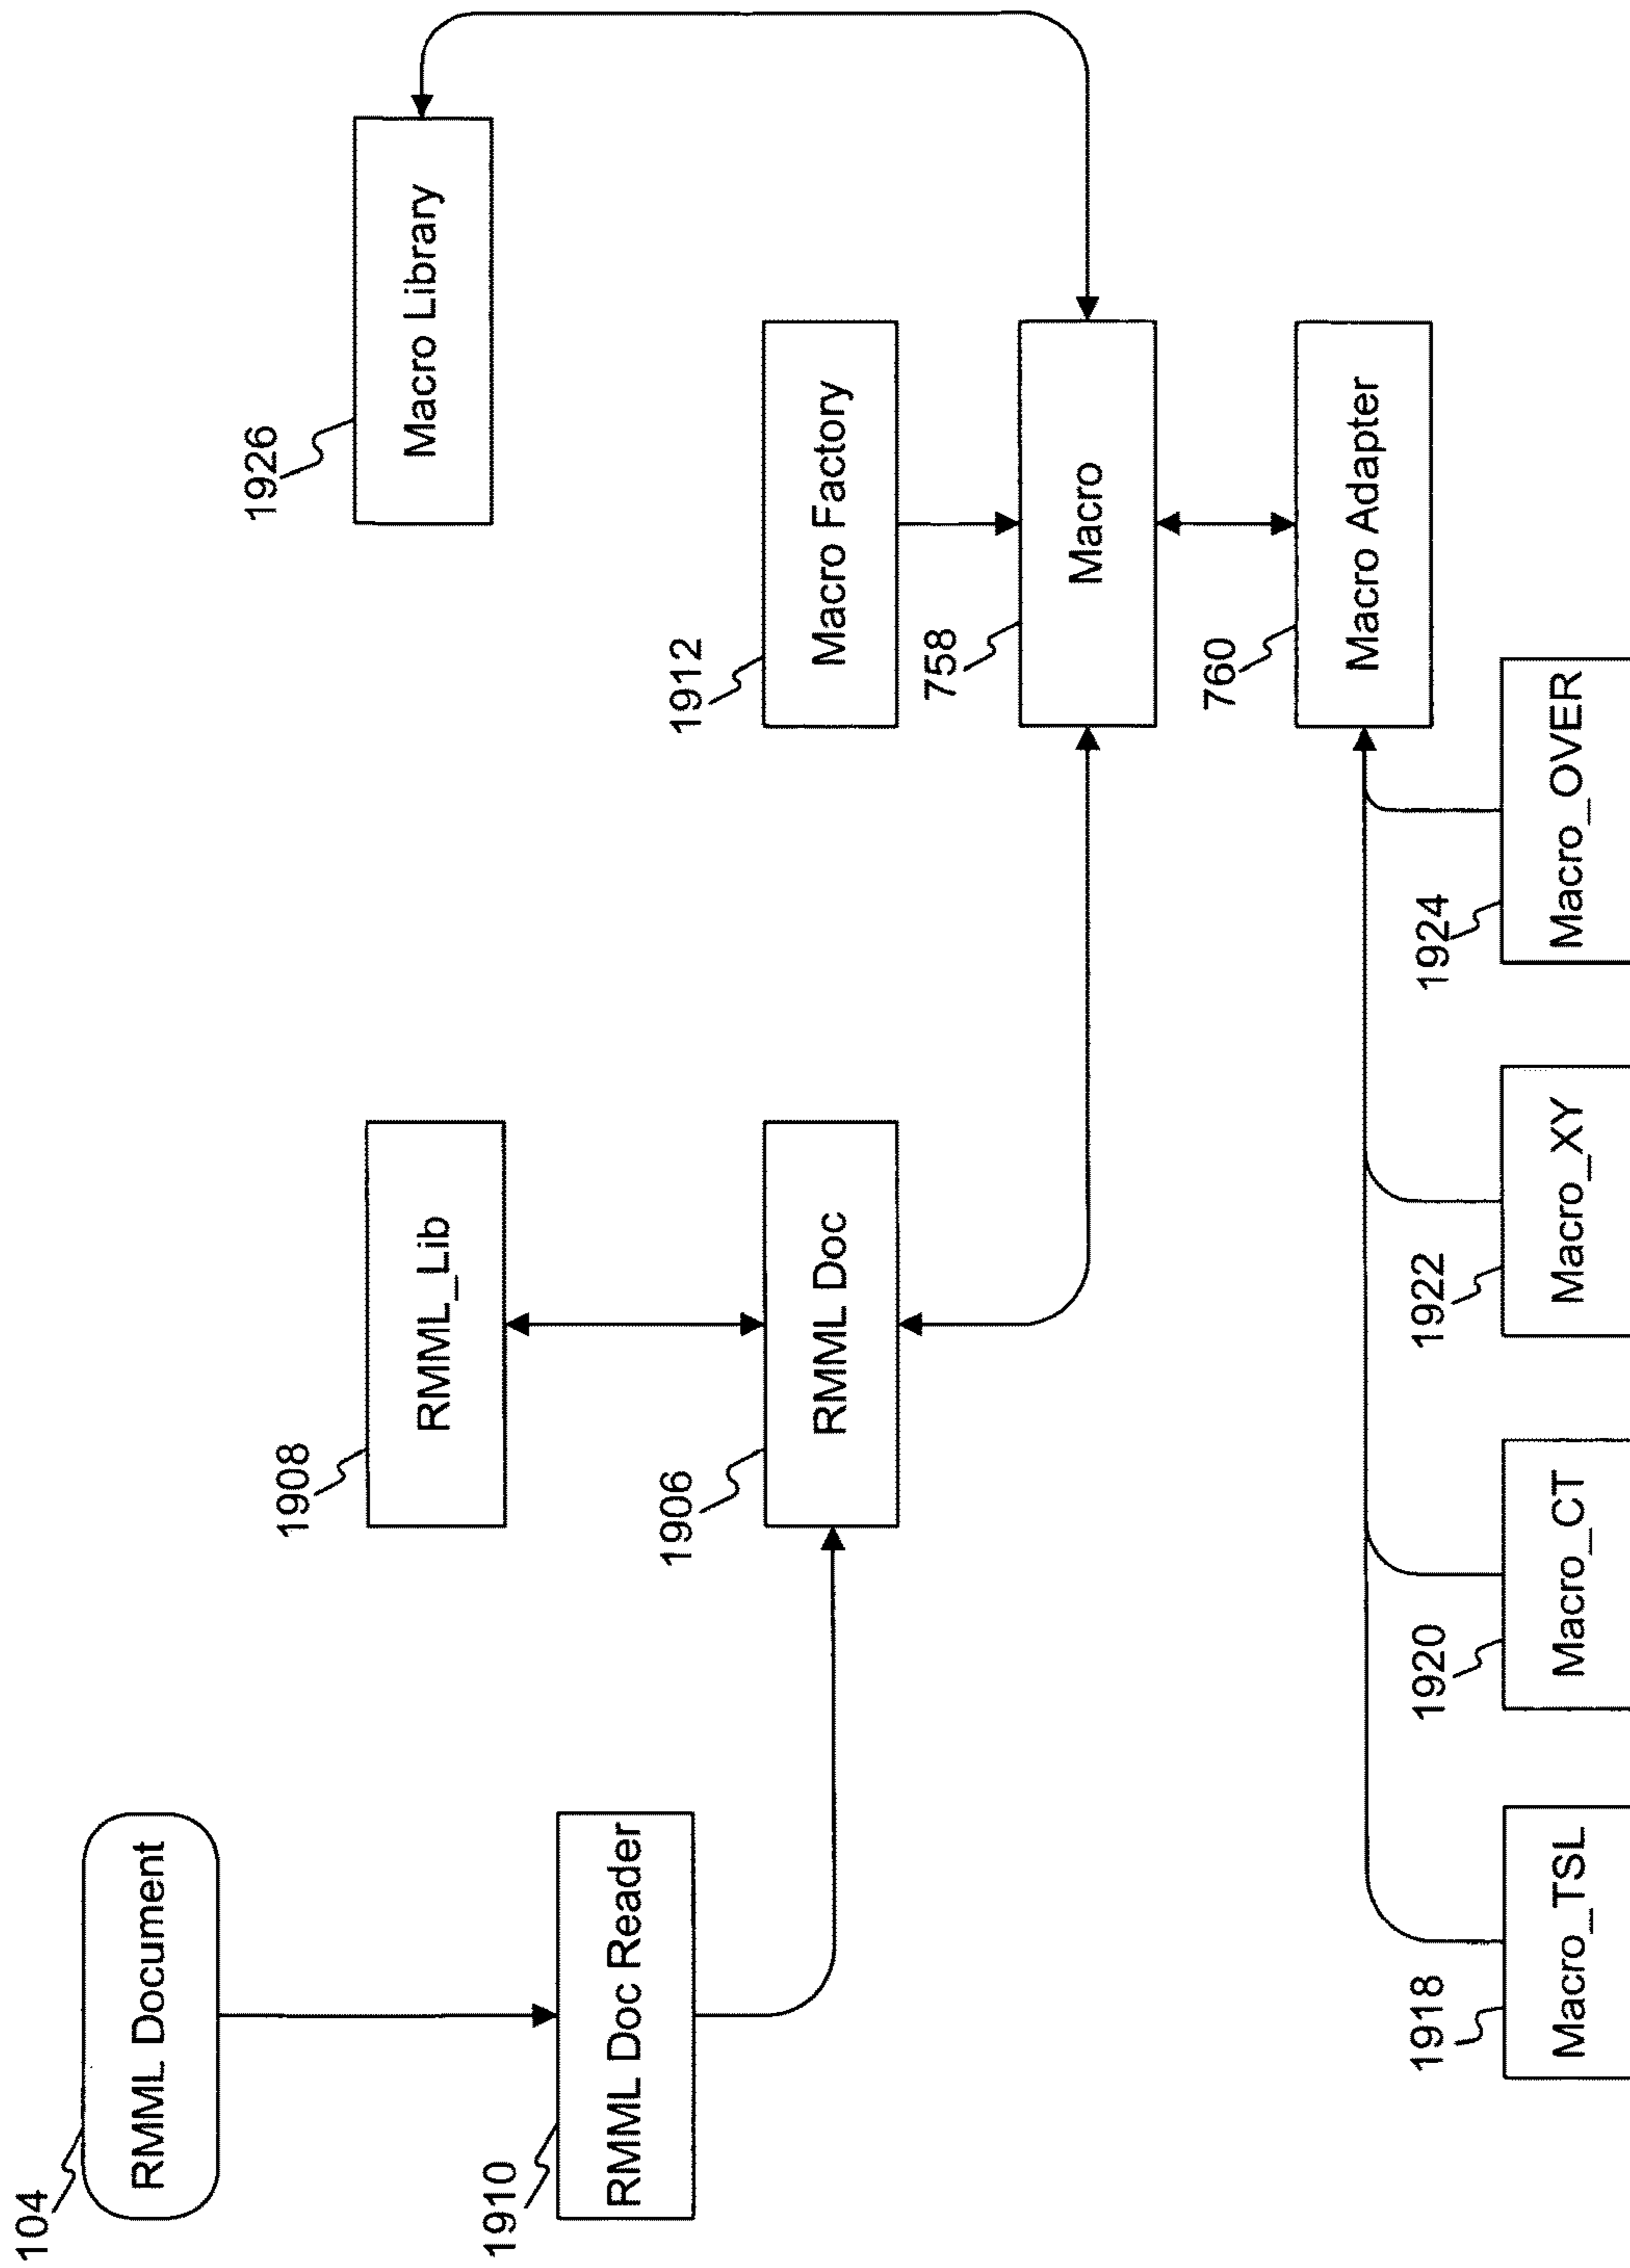 104
RMML Document
1910
RMML Doc Reader
1908
RMML_Lib
1906
RMML Doc
1926
Macro Library
1912
Macro Factory
758
Macro
760
Macro Adapter
1918
Macro_TSL
1920
Macro_CT
1922
Macro_XY
1924
Macro_OVER